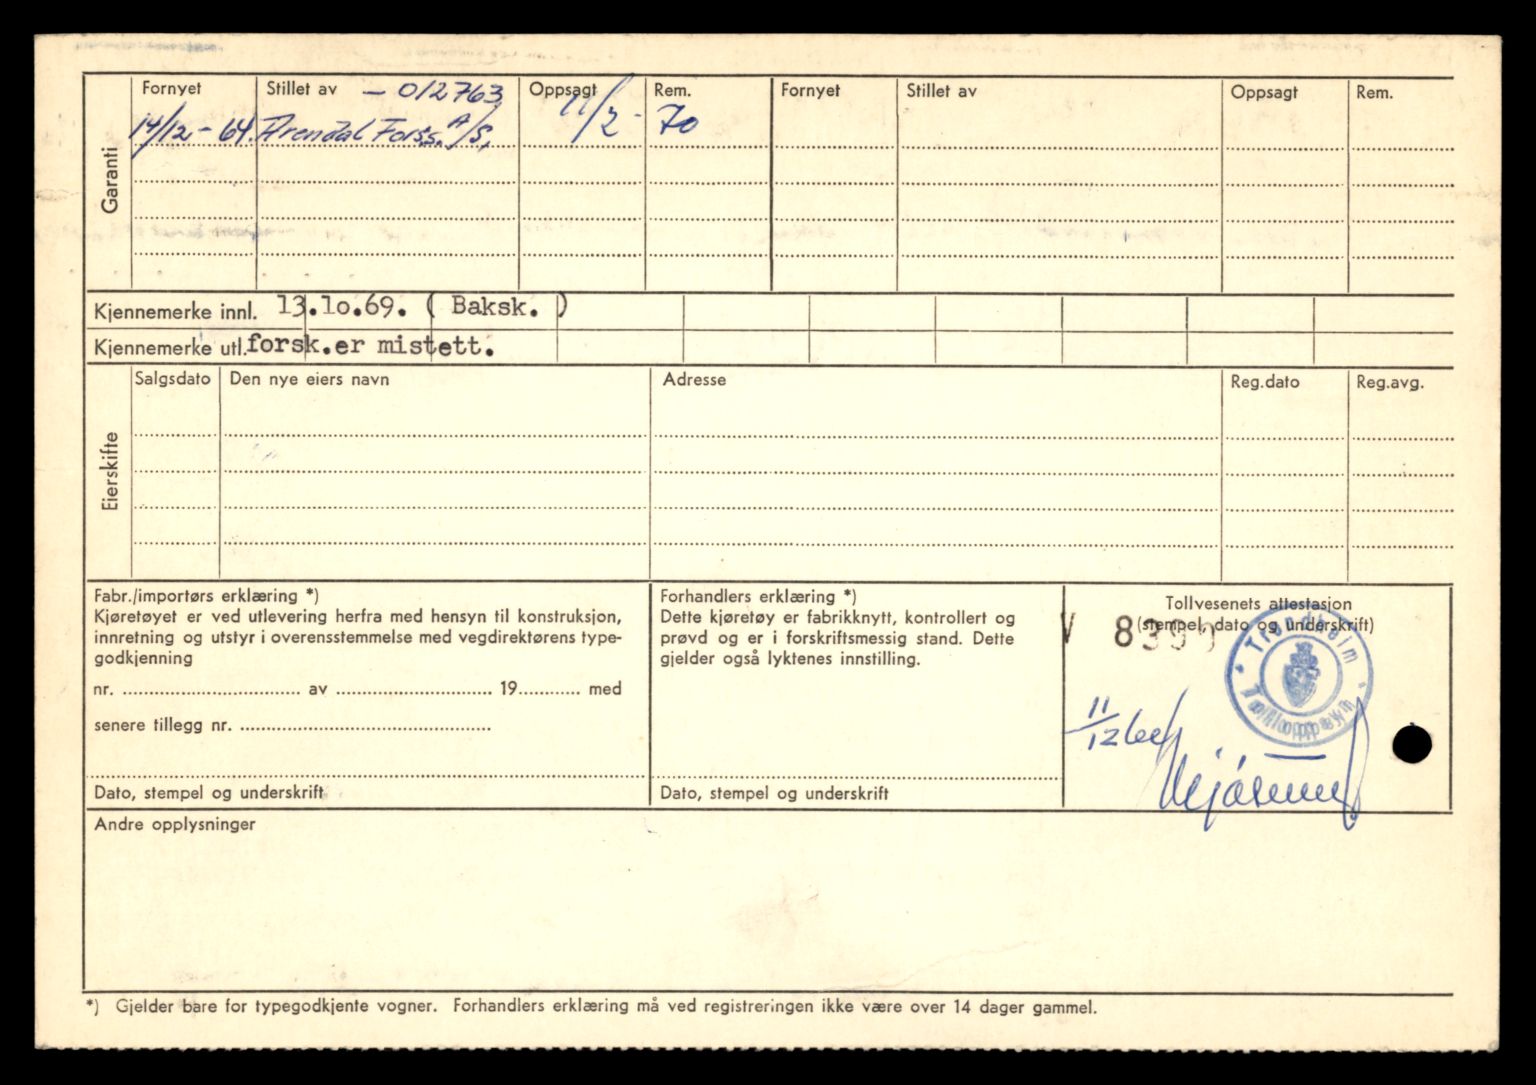 Fornyet Stillet av - 012763 Oppsagt Rem. Fornyet Stillet av Oppsagt Rem.
14/12-64. Arendal Forss. A/S. 11/2 - 70
Garanti
Kjennemerke innl. 13.10.69. ( Baksk. )
Kjennemerke utl. forsk.er mistett.
Salgsdato Den nye eiers navn Adresse Reg.dato Reg.avg.
Eierskifte
Fabr./importørs erklæring *)
Kjøretøyet er ved utlevering herfra med hensyn til konstruksjon,
innretning og utstyr i overensstemmelse med vegdirektørens type-
godkjenning
nr. .......... av .......... 19.......... med
senere tillegg nr. ..........
Dato, stempel og underskrift
Forhandlers erklæring *)
Dette kjøretøy er fabrikknytt, kontrollert og
prøvd og er i forskriftsmessig stand. Dette
gjelder også lyktenes innstilling.
Dato, stempel og underskrift
Tollvesenets attestasjon
(stempel, dato og underskrift)
V 8399
Trondheim
Tolloppsyn
11/12 64
Andre opplysninger
*) Gjelder bare for typegodkjente vogner. Forhandlers erklæring må ved registreringen ikke være over 14 dager gammel.